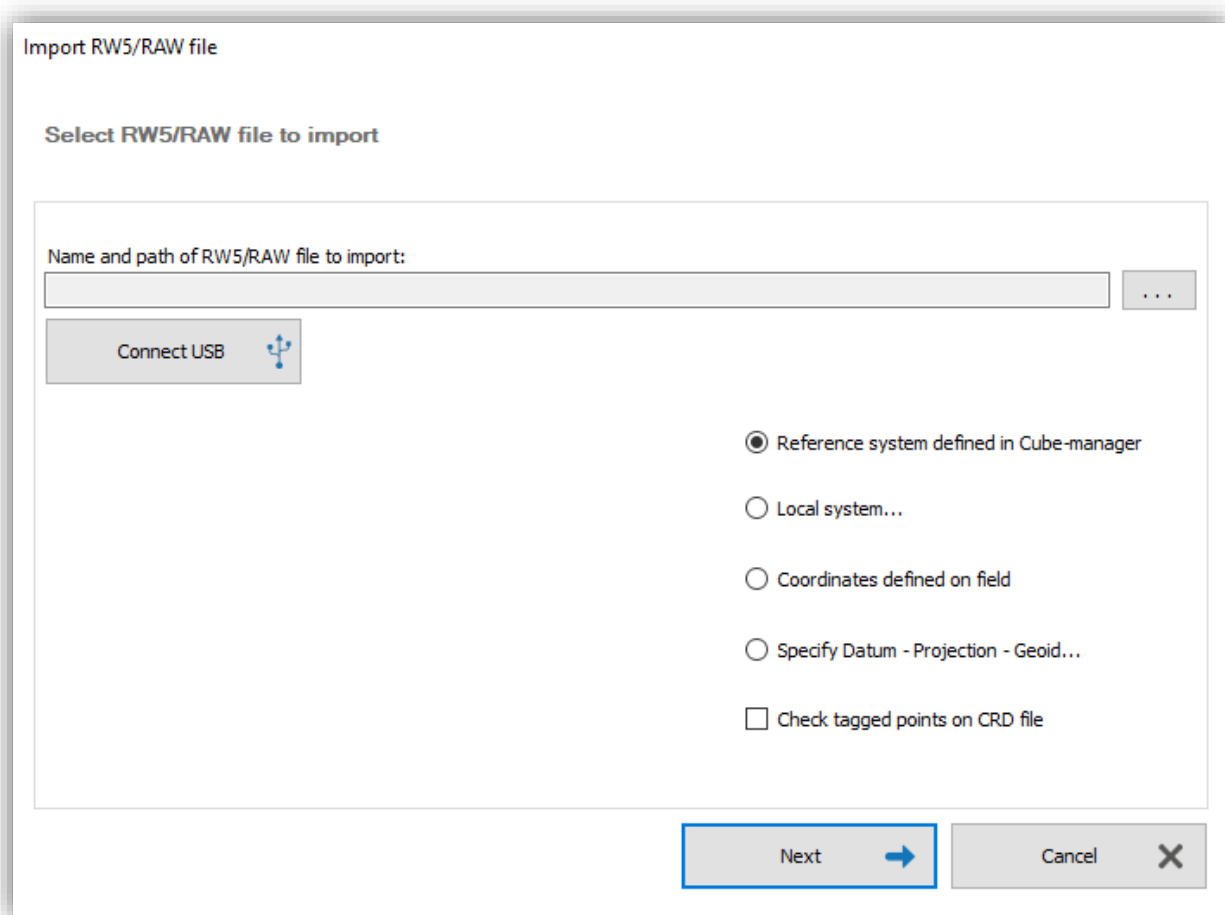 Import RW5/RAW file
Select RW5/RAW file to import
Name and path of RW5/RAW file to import:
. . .
Connect USB
Reference system defined in Cube-manager
Local system...
Coordinates defined on field
Specify Datum - Projection - Geoid...
Check tagged points on CRD file
Next
Cancel